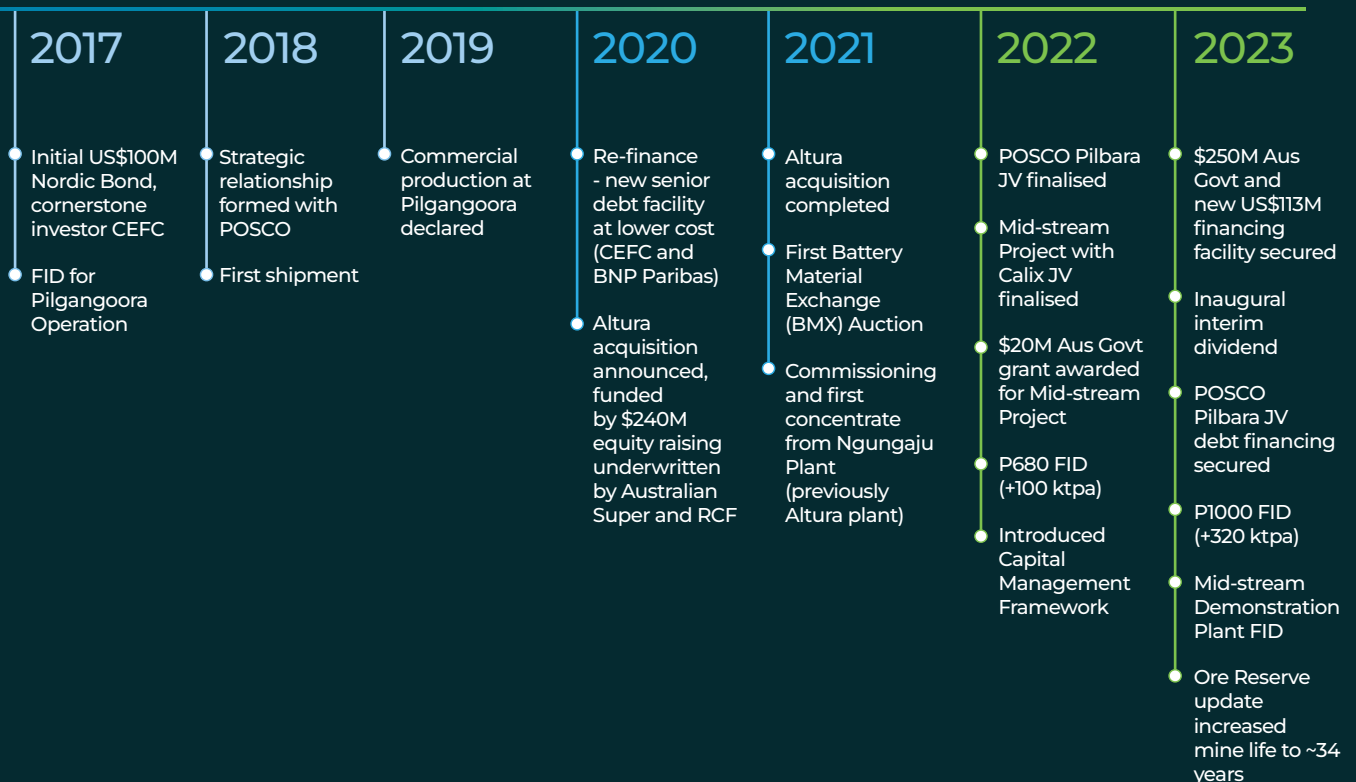 2017
Initial US$100M
Nordic Bond,
cornerstone
investor CEFC
FID for
Pilgangoora
Operation
2018
Strategic
relationship
formed with
POSCO
First shipment
2019
Commercial
production at
Pilgangoora
declared
2020
Re-finance
- new senior
debt facility
at lower cost
(CEFC and
BNP Paribas)
Altura
acquisition
announced,
funded
by $240M
equity raising
underwritten
by Australian
Super and RCF
2021
Altura
acquisition
completed
First Battery
Material
Exchange
(BMX) Auction
Commissioning
and first
concentrate
from Ngungaju
Plant
(previously
Altura plant)
2022
POSCO Pilbara
JV finalised
Mid-stream
Project with
Calix JV
finalised
$20M Aus Govt
grant awarded
for Mid-stream
Project
P680 FID
(+100 ktpa)
Introduced
Capital
Management
Framework
2023
$250M Aus
Govt and
new US$113M
financing
facility secured
Inaugural
interim
dividend
POSCO
Pilbara JV
debt financing
secured
P1000 FID
(+320 ktpa)
Mid-stream
Demonstration
Plant FID
Ore Reserve
update
increased
mine life to ~34
years